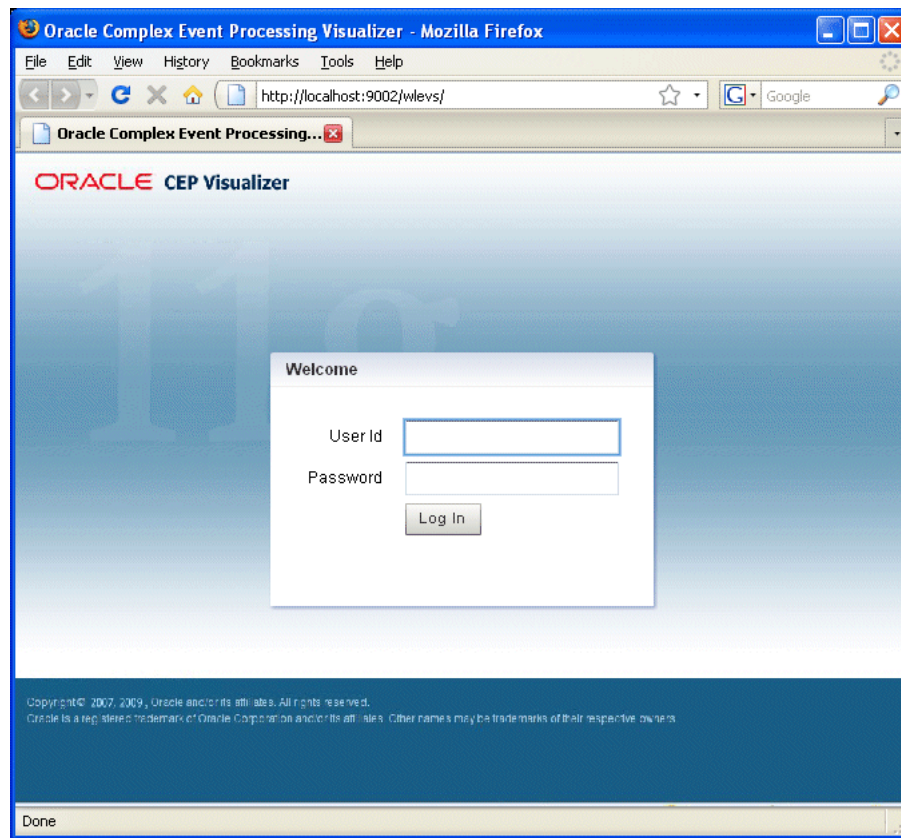 Oracle Complex Event Processing Visualizer - Mozilla Firefox
File Edit View History Bookmarks Tools Help
http://localhost:9002/wlevs/ G Google
Oracle Complex Event Processing...
ORACLE CEP Visualizer
11g
Welcome
User Id
Password
Log In
Copyright© 2007, 2009, Oracle and/or its affiliates. All rights reserved.
Oracle is a registered trademark of Oracle Corporation and/or its affiliates. Other names may be trademarks of their respective owners
Done